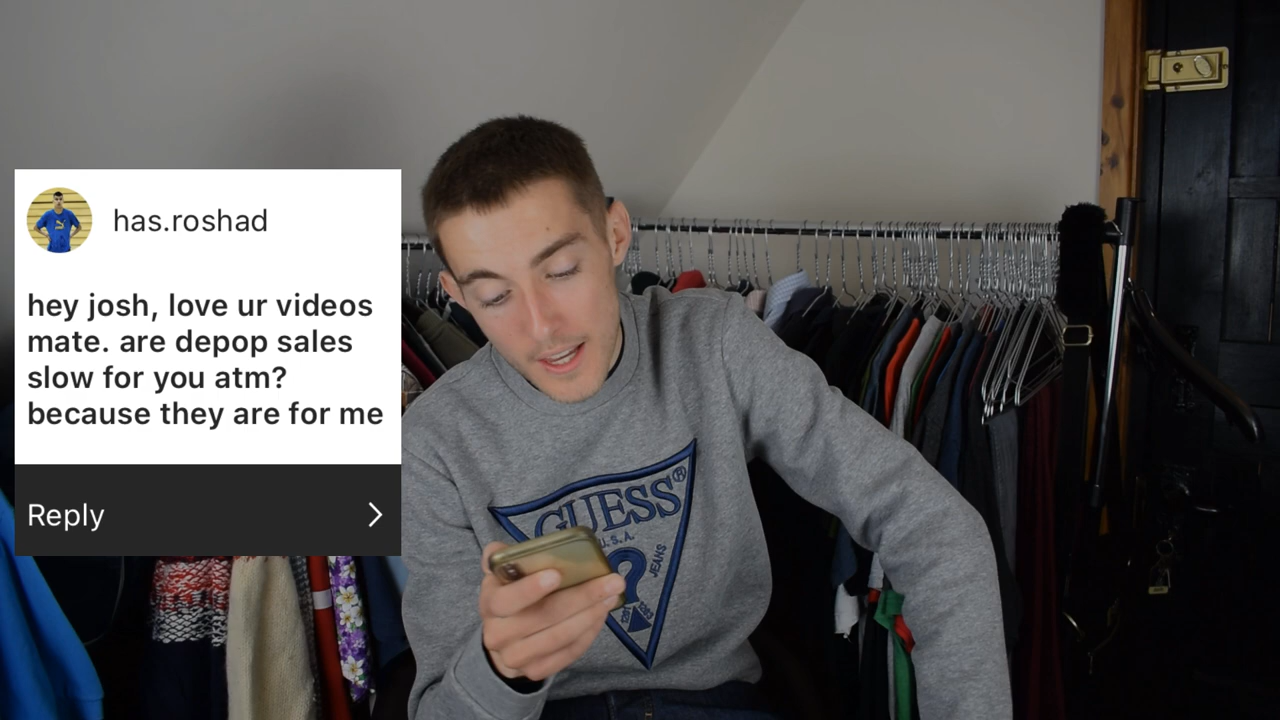 has.roshad
hey josh, love ur videos
mate. are depop sales
slow for you atm?
because they are for me
Reply
GUESS®
U.S.A.
JEANS
?